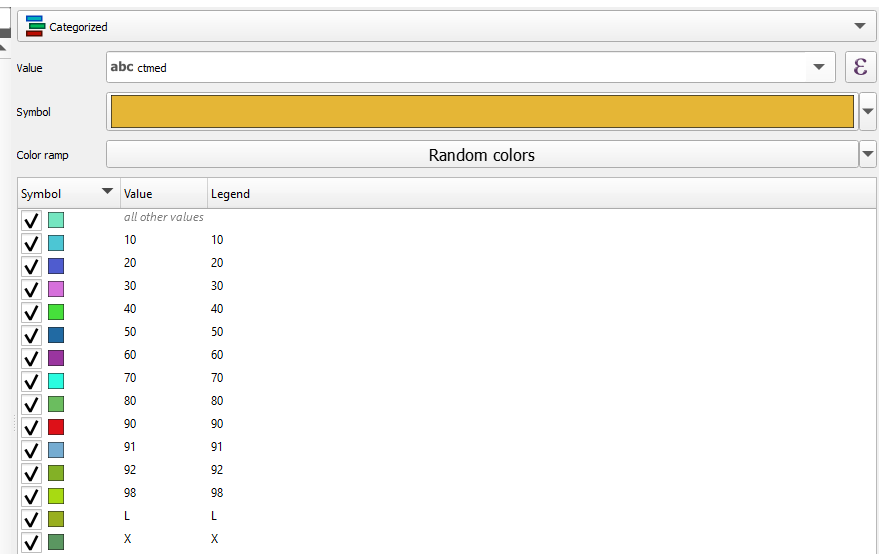 Categorized
Value abc ctmed ε
Symbol
Color ramp Random colors
Symbol Value Legend
all other values
10 10
20 20
30 30
40 40
50 50
60 60
70 70
80 80
90 90
91 91
92 92
98 98
L L
X X